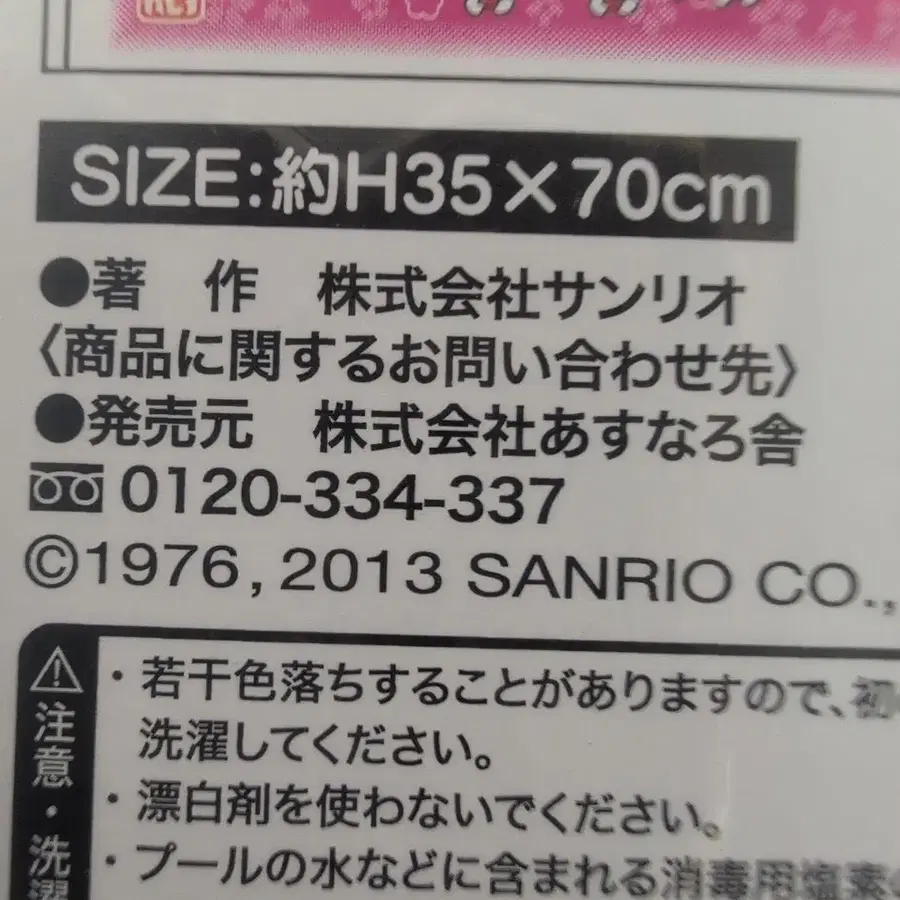 SIZE:約H35×70cm
●著 作 株式会社サンリオ
〈商品に関するお問い合わせ先〉
●発売元 株式会社あすなろ舎
0120-334-337
©1976, 2013 SANRIO CO.,
注意・洗濯
・若干色落ちすることがありますので、初
洗濯してください。
・漂白剤を使わないでください。
・プールの水などに含まれる消毒用塩素